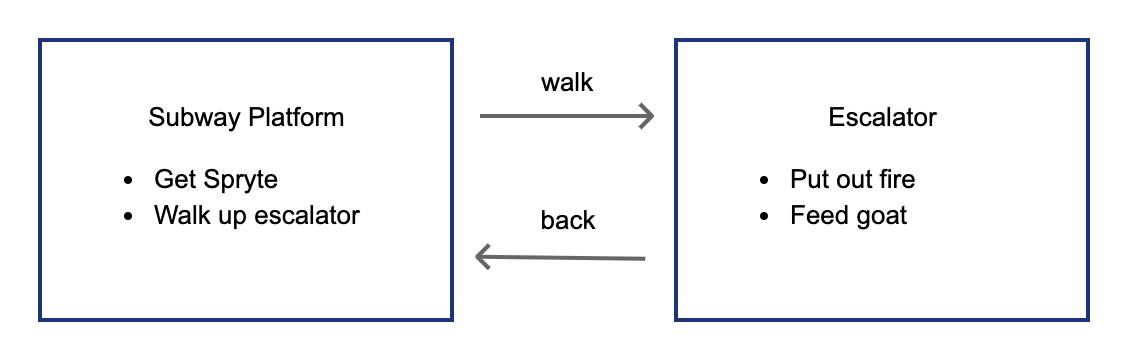 walk
Subway Platform
Escalator
• Get Spryte
• Walk up escalator
• Put out fire
• Feed goat
back